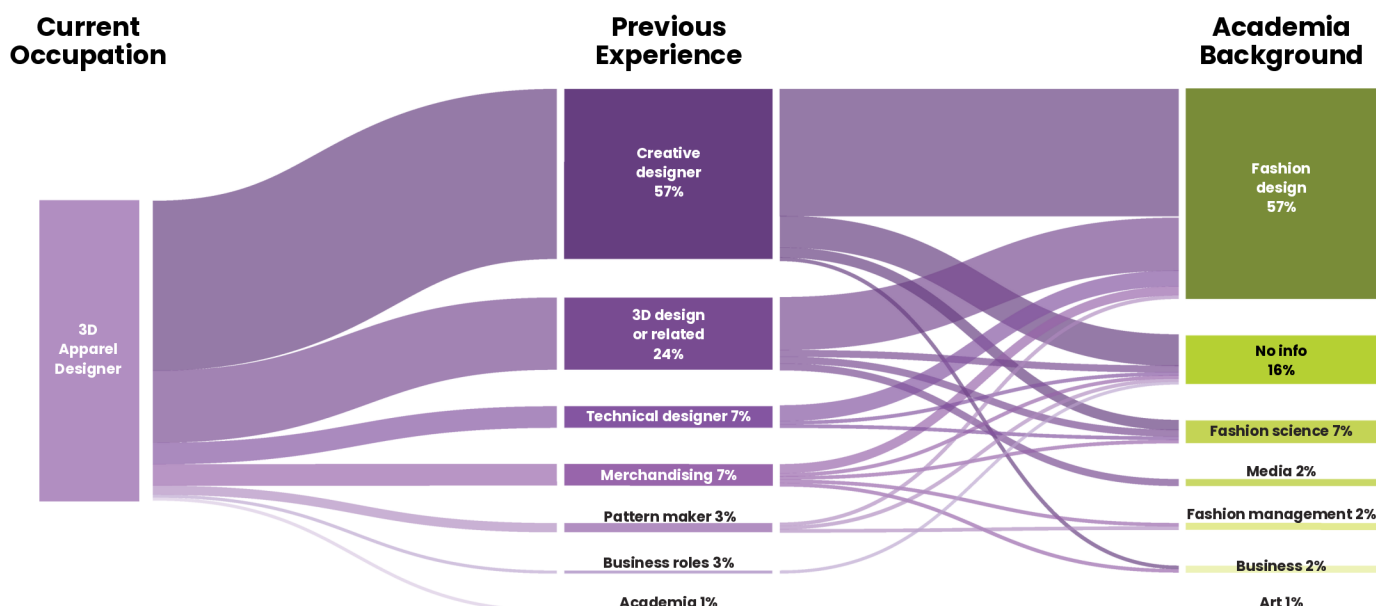 Current
Occupation
Previous
Experience
Academia
Background
3D
Apparel
Designer
Creative
designer
57%
3D design
or related
24%
Technical designer 7%
Merchandising 7%
Pattern maker 3%
Business roles 3%
Academia 1%
Fashion
design
57%
No info
16%
Fashion science 7%
Media 2%
Fashion management 2%
Business 2%
Art 1%